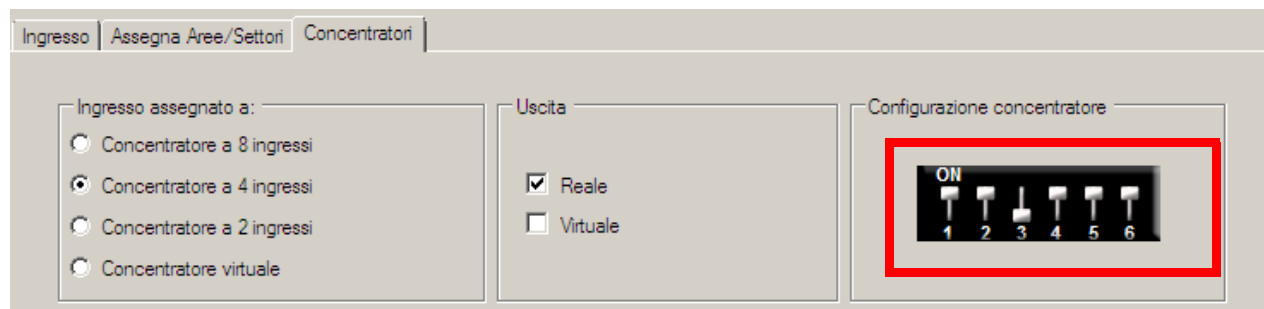 Ingresso Assegna Aree/Settori Concentratori
Ingresso assegnato a:
Concentratore a 8 ingressi
Concentratore a 4 ingressi
Concentratore a 2 ingressi
Concentratore virtuale
Uscita
Reale
Virtuale
Configurazione concentratore
ON
1 2 3 4 5 6